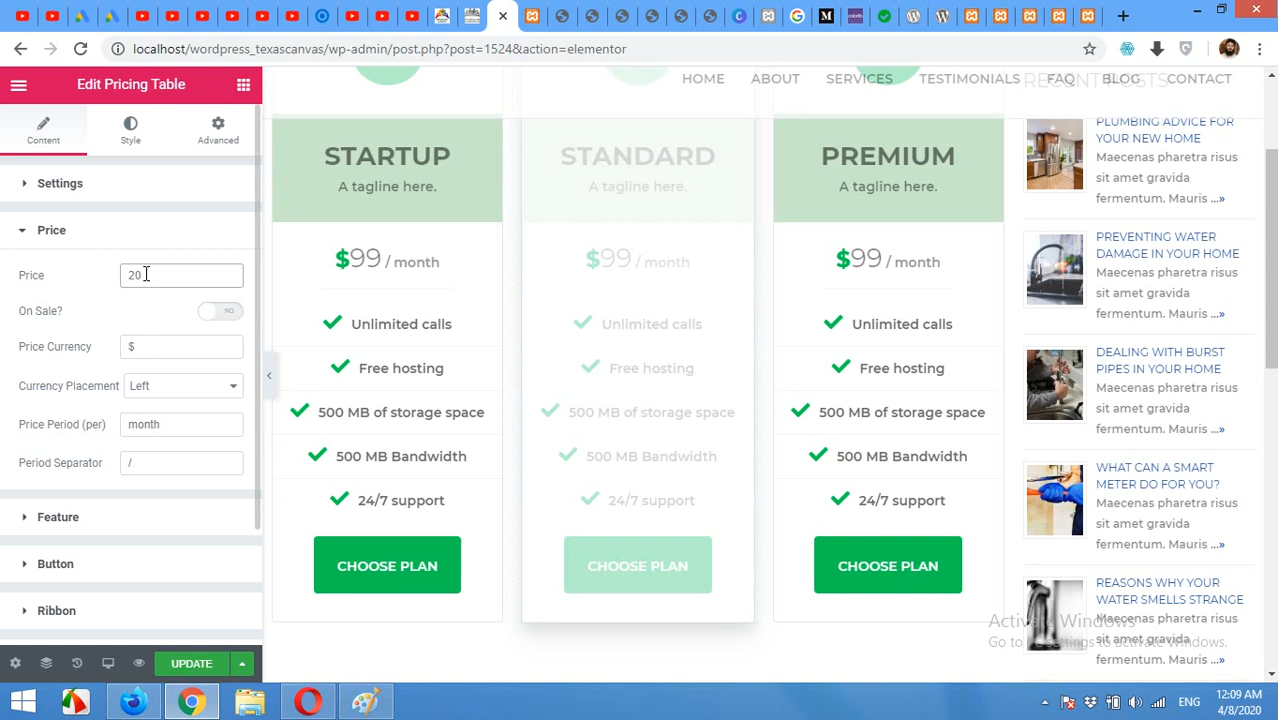 localhost/wordpress_texascanvas/wp-admin/post.php?post=1524&action=elementor
Edit Pricing Table
Content
Style
Advanced
Settings
Price
Price
20
On Sale?
NO
Price Currency
$
Currency Placement
Left
Price Period (per)
month
Period Separator
/
Feature
Button
Ribbon
UPDATE
HOME
ABOUT
SERVICES
TESTIMONIALS
FAQ
BLOG
CONTACT
RECENT POSTS
STARTUP
A tagline here.
$99 / month
Unlimited calls
Free hosting
500 MB of storage space
500 MB Bandwidth
24/7 support
CHOOSE PLAN
STANDARD
A tagline here.
$99 / month
Unlimited calls
Free hosting
500 MB of storage space
500 MB Bandwidth
24/7 support
CHOOSE PLAN
PREMIUM
A tagline here.
$99 / month
Unlimited calls
Free hosting
500 MB of storage space
500 MB Bandwidth
24/7 support
CHOOSE PLAN
PLUMBING ADVICE FOR
YOUR NEW HOME
Maecenas pharetra risus
sit amet gravida
fermentum. Mauris ...»
PREVENTING WATER
DAMAGE IN YOUR HOME
Maecenas pharetra risus
sit amet gravida
fermentum. Mauris ...»
DEALING WITH BURST
PIPES IN YOUR HOME
Maecenas pharetra risus
sit amet gravida
fermentum. Mauris ...»
WHAT CAN A SMART
METER DO FOR YOU?
Maecenas pharetra risus
sit amet gravida
fermentum. Mauris ...»
REASONS WHY YOUR
WATER SMELLS STRANGE
Maecenas pharetra risus
sit amet gravida
fermentum. Mauris ...»
Activate Windows
Go to PC settings to activate Windows.
ENG
12:09 AM
4/8/2020